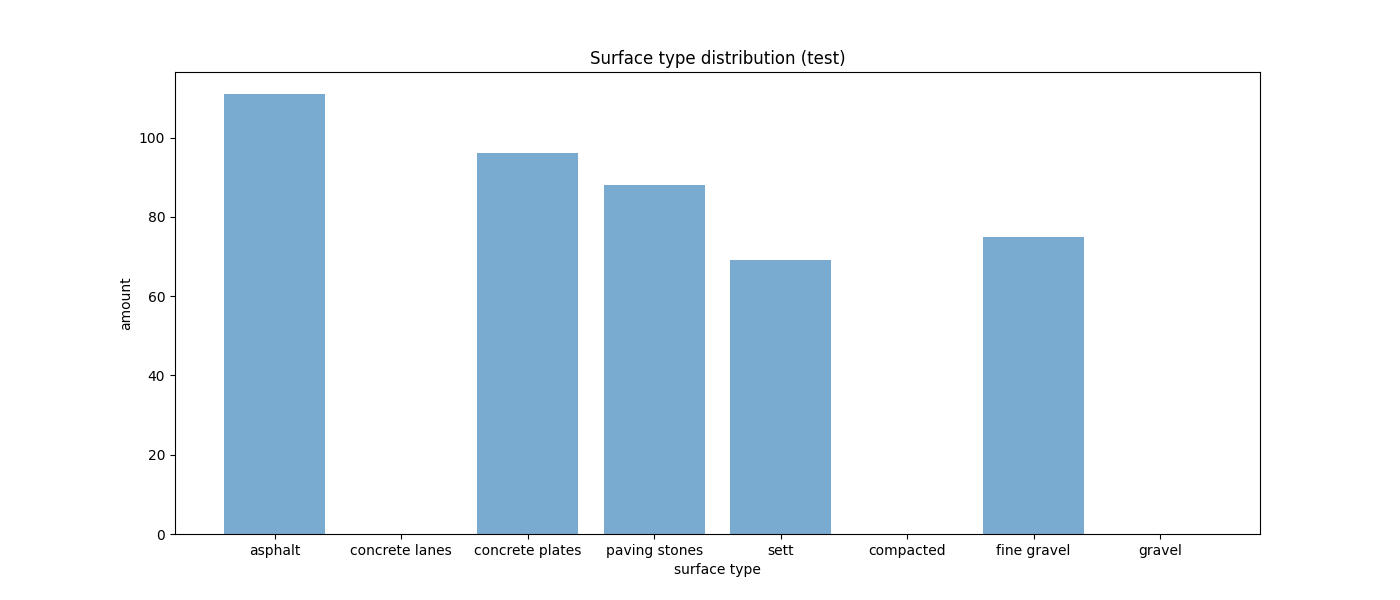 Surface type distribution (test)
amount
100
80
60
40
20
0
asphalt concrete lanes concrete plates paving stones sett compacted fine gravel gravel
surface type